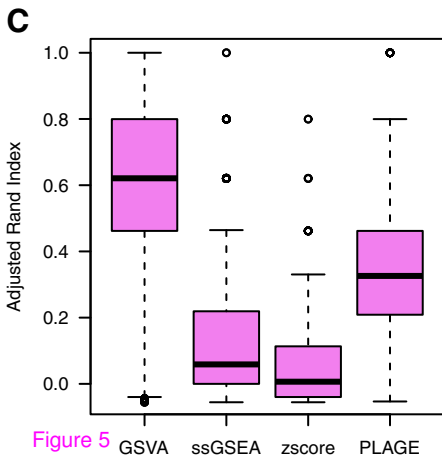 C
Adjusted Rand Index
1.0
0.8
0.6
0.4
0.2
0.0
GSVA ssGSEA zscore PLAGE
Figure 5